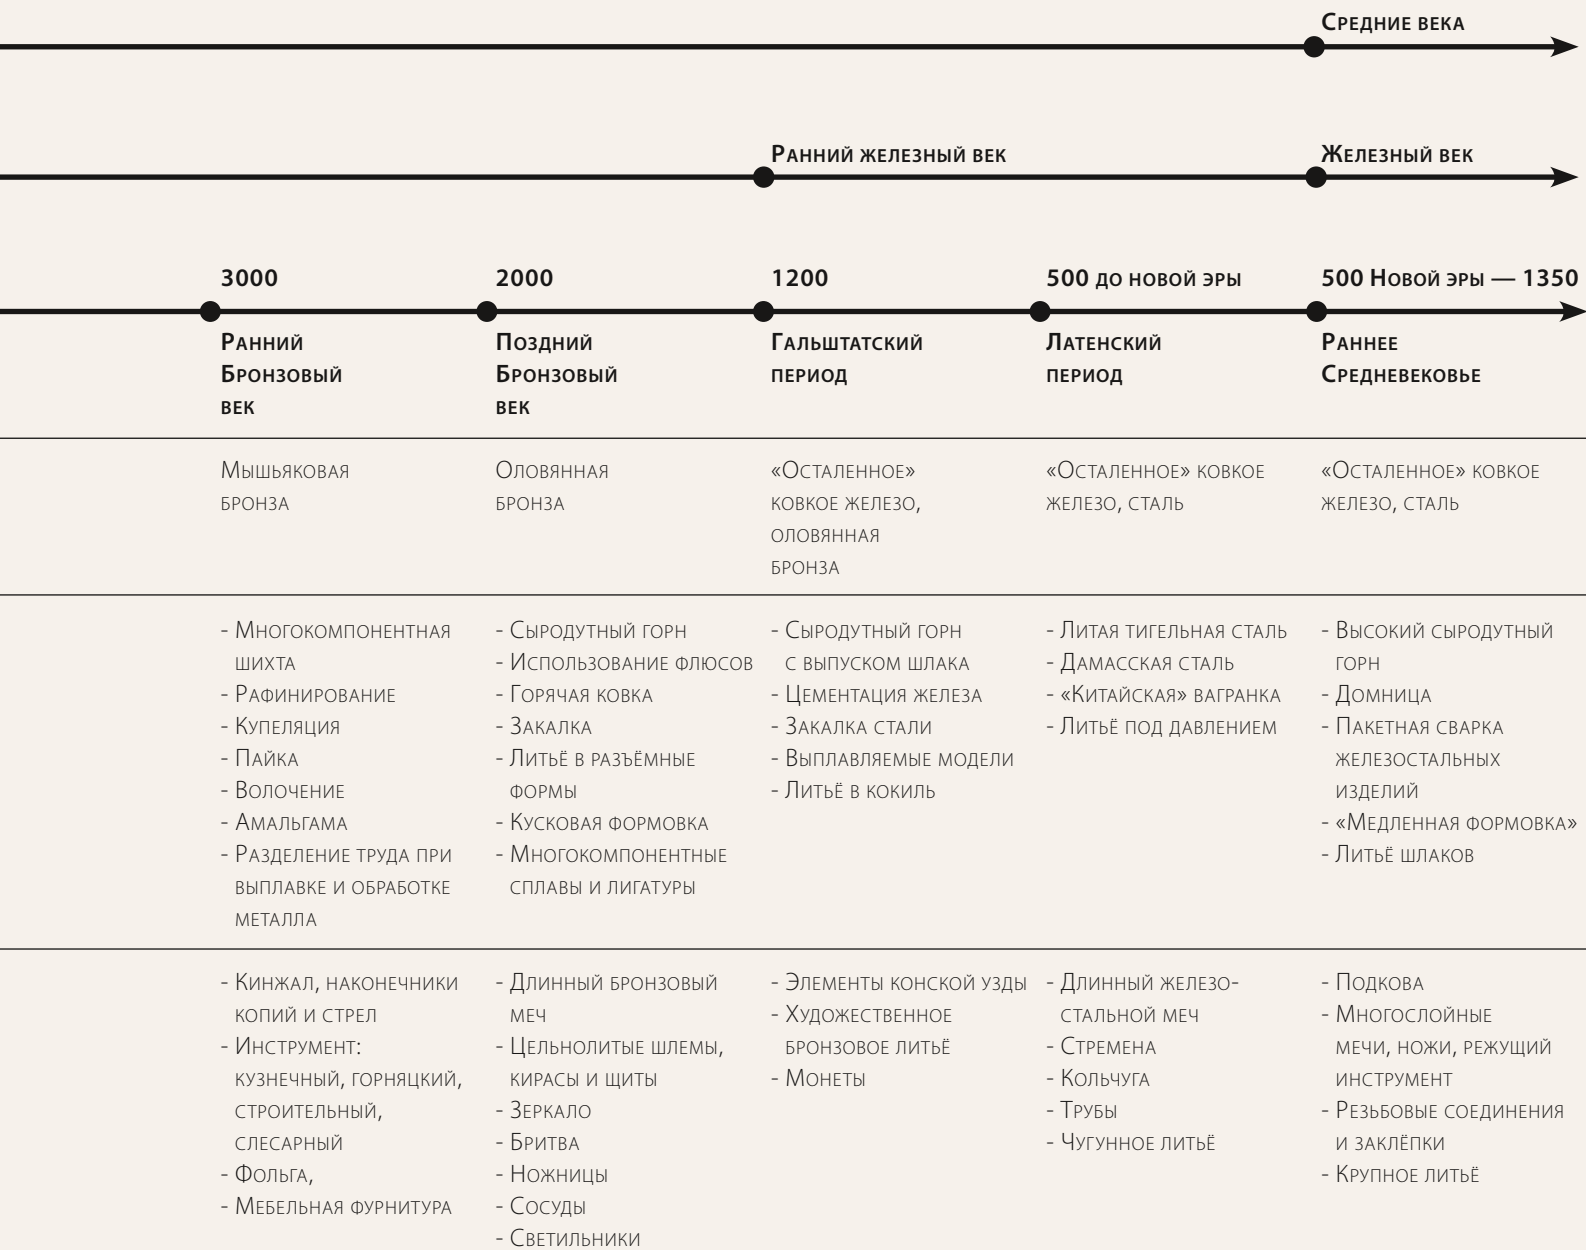 Средние века
Ранний железный век
Железный век
3000
2000
1200
500 до новой эры
500 Новой эры — 1350
Ранний
Бронзовый
век
Поздний
Бронзовый
век
Гальштатский
период
Латенский
период
Раннее
Средневековье
Мышьяковая
бронза
Оловянная
бронза
«Осталенное»
ковкое железо,
оловянная
бронза
«Осталенное» ковкое
железо, сталь
«Осталенное» ковкое
железо, сталь
- Многокомпонентная
шихта
- Рафинирование
- Купеляция
- Пайка
- Волочение
- Амальгама
- Разделение труда при
выплавке и обработке
металла
- Сыродутный горн
- Использование флюсов
- Горячая ковка
- Закалка
- Литьё в разъёмные
формы
- Кусковая формовка
- Многокомпонентные
сплавы и лигатуры
- Сыродутный горн
с выпуском шлака
- Цементация железа
- Закалка стали
- Выплавляемые модели
- Литьё в кокиль
- Литая тигельная сталь
- Дамасская сталь
- «Китайская» вагранка
- Литьё под давлением
- Высокий сыродутный
горн
- Домница
- Пакетная сварка
железостальных
изделий
- «Медленная формовка»
- Литьё шлаков
- Кинжал, наконечники
копий и стрел
- Инструмент:
кузнечный, горняцкий,
строительный,
слесарный
- Фольга,
- Мебельная фурнитура
- Длинный бронзовый
меч
- Цельнолитые шлемы,
кирасы и щиты
- Зеркало
- Бритва
- Ножницы
- Сосуды
- Светильники
- Элементы конской узды
- Художественное
бронзовое литьё
- Монеты
- Длинный железо-
стальной меч
- Стремена
- Кольчуга
- Трубы
- Чугунное литьё
- Подкова
- Многослойные
мечи, ножи, режущий
инструмент
- Резьбовые соединения
и заклёпки
- Крупное литьё